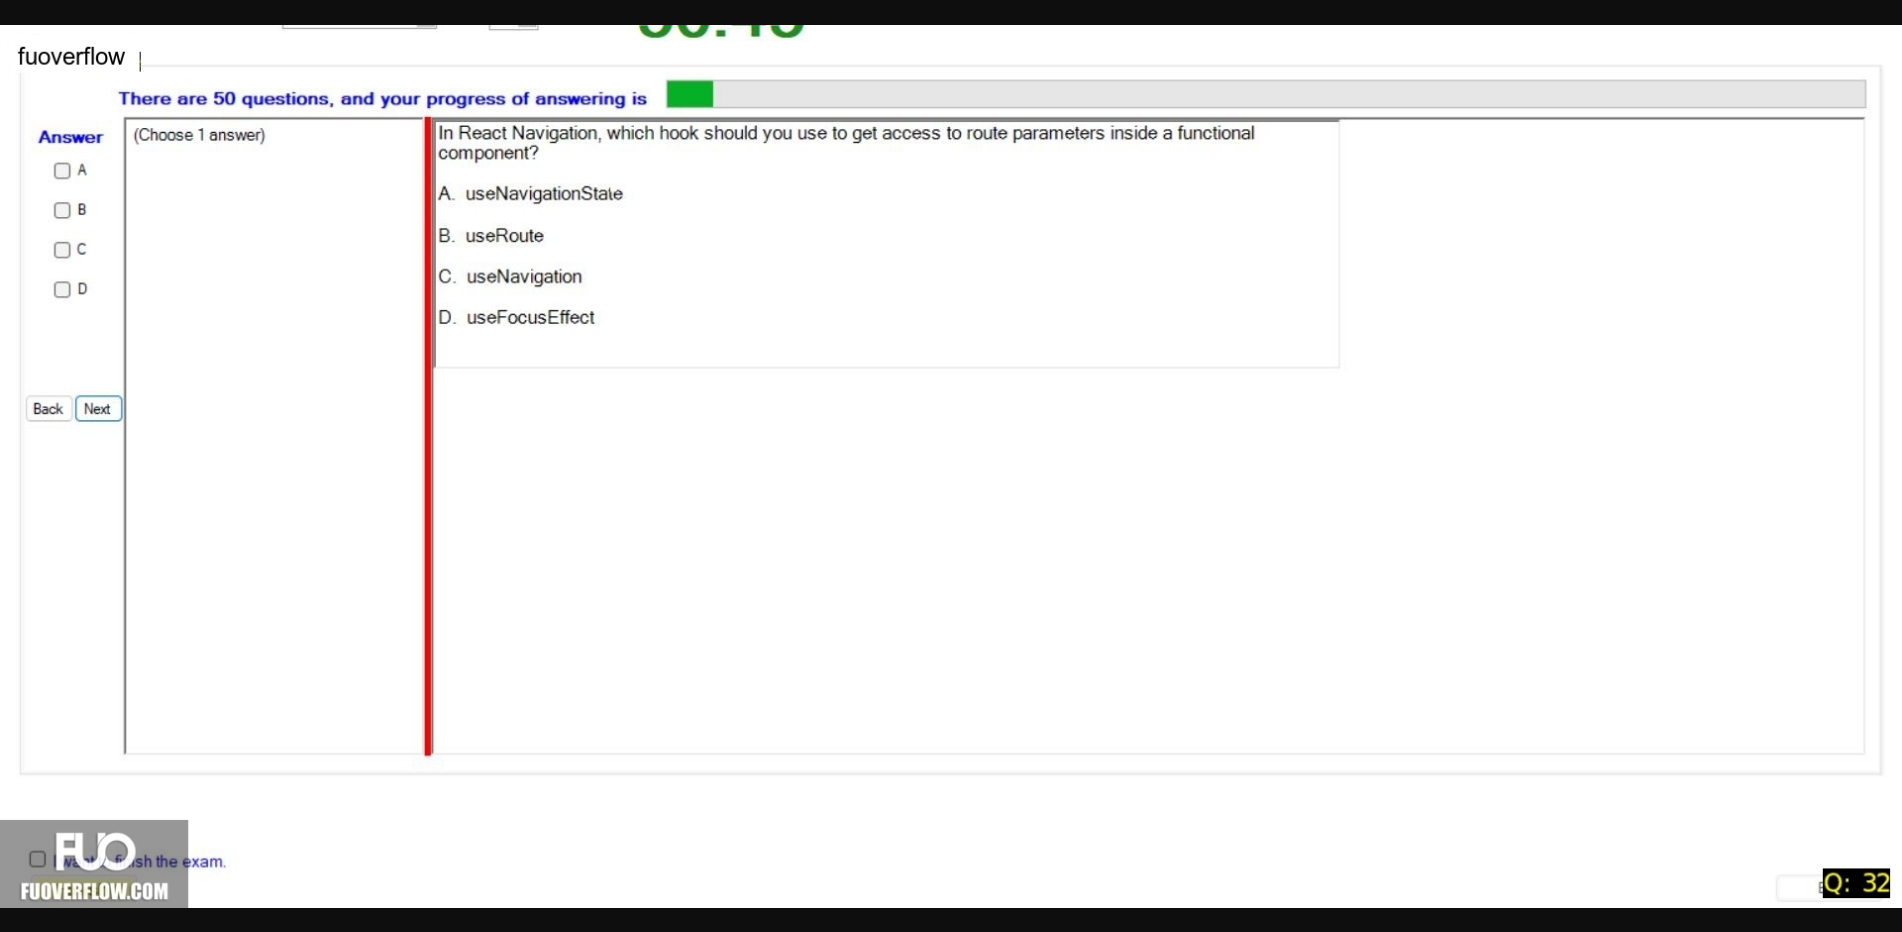 fuoverflow
There are 50 questions, and your progress of answering is
Answer
(Choose 1 answer)
A
B
C
D
Back
Next
In React Navigation, which hook should you use to get access to route parameters inside a functional
component?
A. useNavigationState
B. useRoute
C. useNavigation
D. useFocusEffect
FUO
I want finish the exam.
FUOVERFLOW.COM
Q: 32